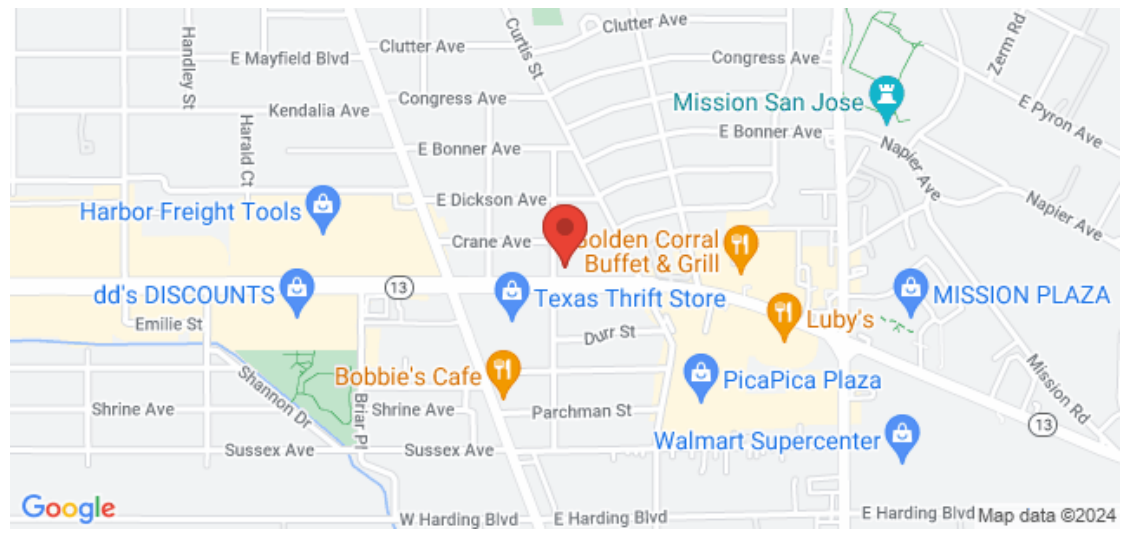 Clutter Ave
Clutter Ave
Handley St
Curtis St
E Mayfield Blvd
Congress Ave
Zerm Rd
Congress Ave
Kendalia Ave
Mission San Jose
E Pyron Ave
Harald Ct
E Bonner Ave
E Bonner Ave
Napier Ave
E Dickson Ave
Napier Ave
Harbor Freight Tools
Crane Ave
Golden Corral
Buffet & Grill
13
dd's DISCOUNTS
Texas Thrift Store
MISSION PLAZA
Emilie St
Durr St
Luby's
Bobbie's Cafe
PicaPica Plaza
Mission Rd
Shannon Dr
Briar Pl
Shrine Ave
Shrine Ave
Parchman St
13
Walmart Supercenter
Sussex Ave
Sussex Ave
Google
W Harding Blvd
E Harding Blvd
E Harding Blvd
Map data ©2024